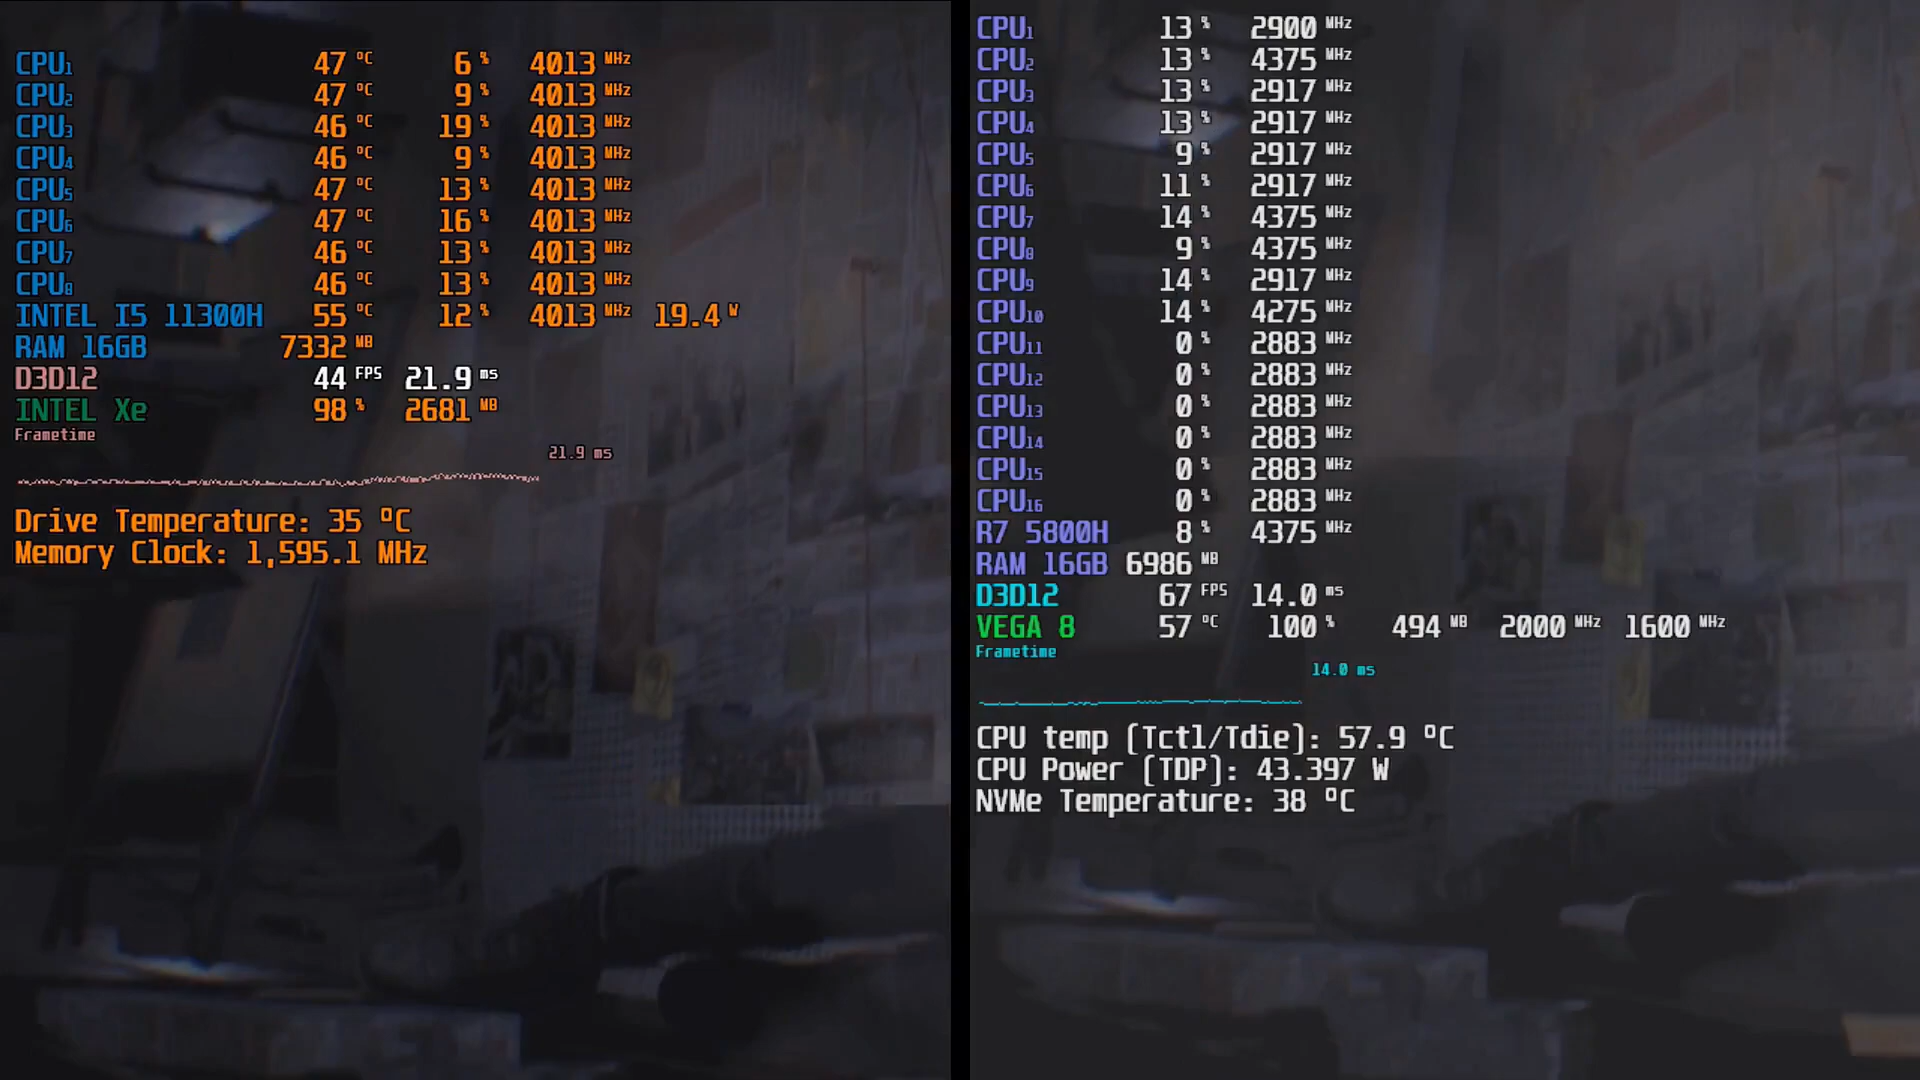 CPU1 47 °C 6 % 4013 MHz
CPU2 47 °C 9 % 4013 MHz
CPU3 46 °C 19 % 4013 MHz
CPU4 46 °C 9 % 4013 MHz
CPU5 47 °C 13 % 4013 MHz
CPU6 47 °C 16 % 4013 MHz
CPU7 46 °C 13 % 4013 MHz
CPU8 46 °C 13 % 4013 MHz
INTEL I5 11300H 55 °C 12 % 4013 MHz 19.4 W
RAM 16GB 7332 MB
D3D12 44 FPS 21.9 ms
INTEL Xe 98 % 2681 MB
Frametime
21.9 ms
Drive Temperature: 35 ºC
Memory Clock: 1,595.1 MHz
CPU1 13 % 2900 MHz
CPU2 13 % 4375 MHz
CPU3 13 % 2917 MHz
CPU4 13 % 2917 MHz
CPU5 9 % 2917 MHz
CPU6 11 % 2917 MHz
CPU7 14 % 4375 MHz
CPU8 9 % 4375 MHz
CPU9 14 % 2917 MHz
CPU10 14 % 4275 MHz
CPU11 0 % 2883 MHz
CPU12 0 % 2883 MHz
CPU13 0 % 2883 MHz
CPU14 0 % 2883 MHz
CPU15 0 % 2883 MHz
CPU16 0 % 2883 MHz
R7 5800H 8 % 4375 MHz
RAM 16GB 6986 MB
D3D12 67 FPS 14.0 ms
VEGA 8 57 °C 100 % 494 MB 2000 MHz 1600 MHz
Frametime
14.0 ms
CPU temp (Tctl/Tdie): 57.9 ºC
CPU Power (TDP): 43.397 W
NVMe Temperature: 38 ºC